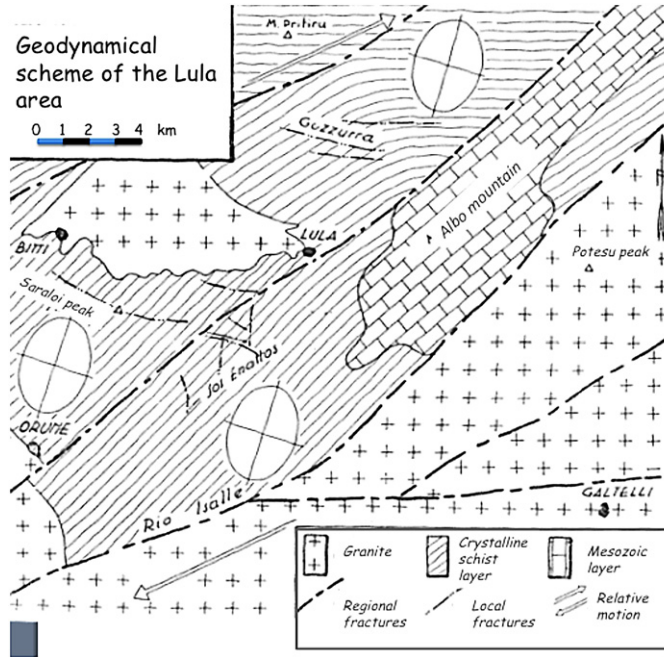 Geodynamical
scheme of the Lula
area
0 1 2 3 4 km
M. Pritiru
Guzzurra
Albo mountain
LULA
BITTI
Potesu peak
Saraloi peak
Sos Enattos
ORUNE
GALTELLI
Rio Isalle
Granite
Crystalline
schist
layer
Mesozoic
layer
Regional
fractures
Local
fractures
Relative
motion